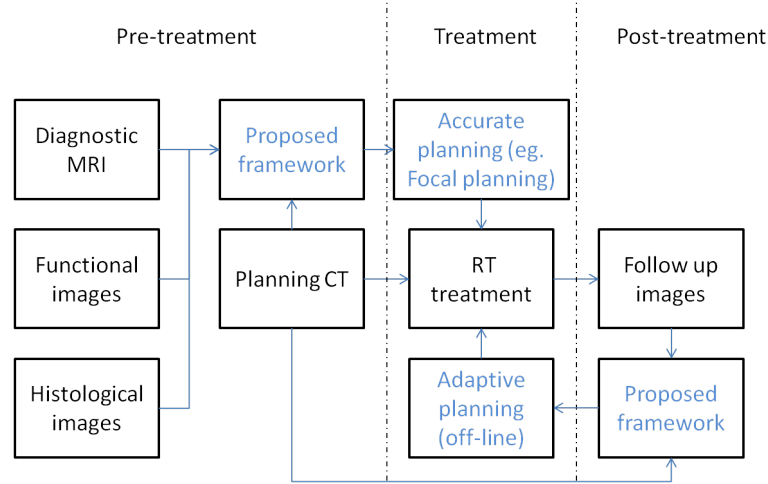 Pre-treatment
Treatment
Post-treatment
Diagnostic
MRI
Proposed
framework
Accurate
planning (eg.
Focal planning)
Functional
images
Planning CT
RT
treatment
Follow up
images
Histological
images
Adaptive
planning
(off-line)
Proposed
framework